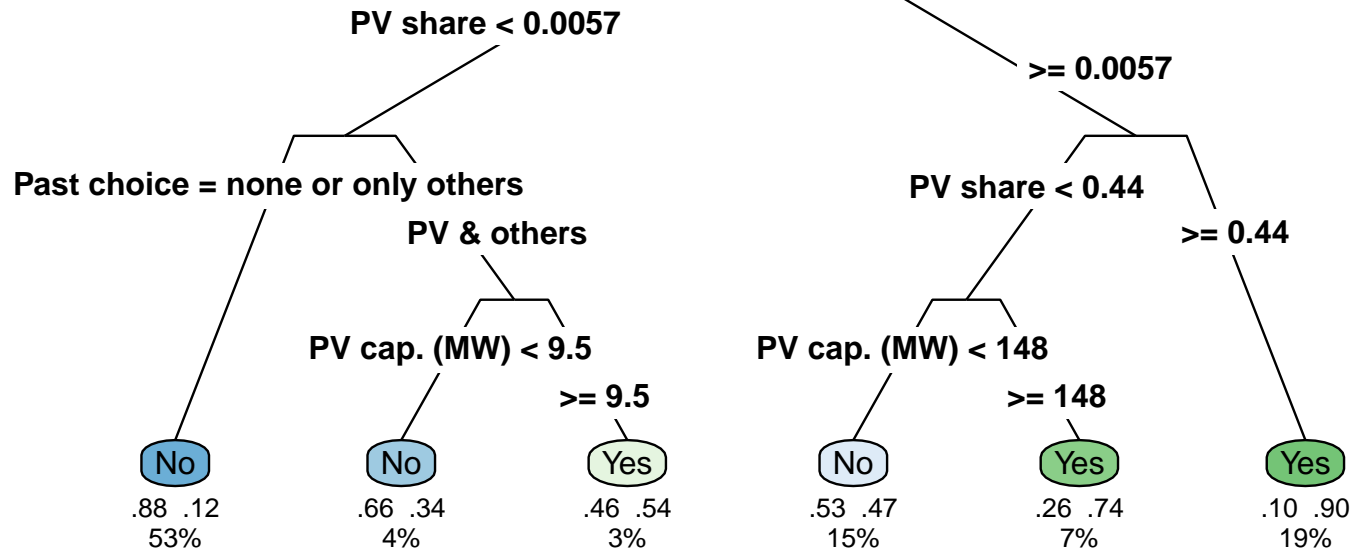 PV share < 0.0057
>= 0.0057
Past choice = none or only others
PV share < 0.44
PV & others
>= 0.44
PV cap. (MW) < 9.5
PV cap. (MW) < 148
>= 9.5
>= 148
No No Yes No Yes Yes
.88 .12 .66 .34 .46 .54 .53 .47 .26 .74 .10 .90
53% 4% 3% 15% 7% 19%